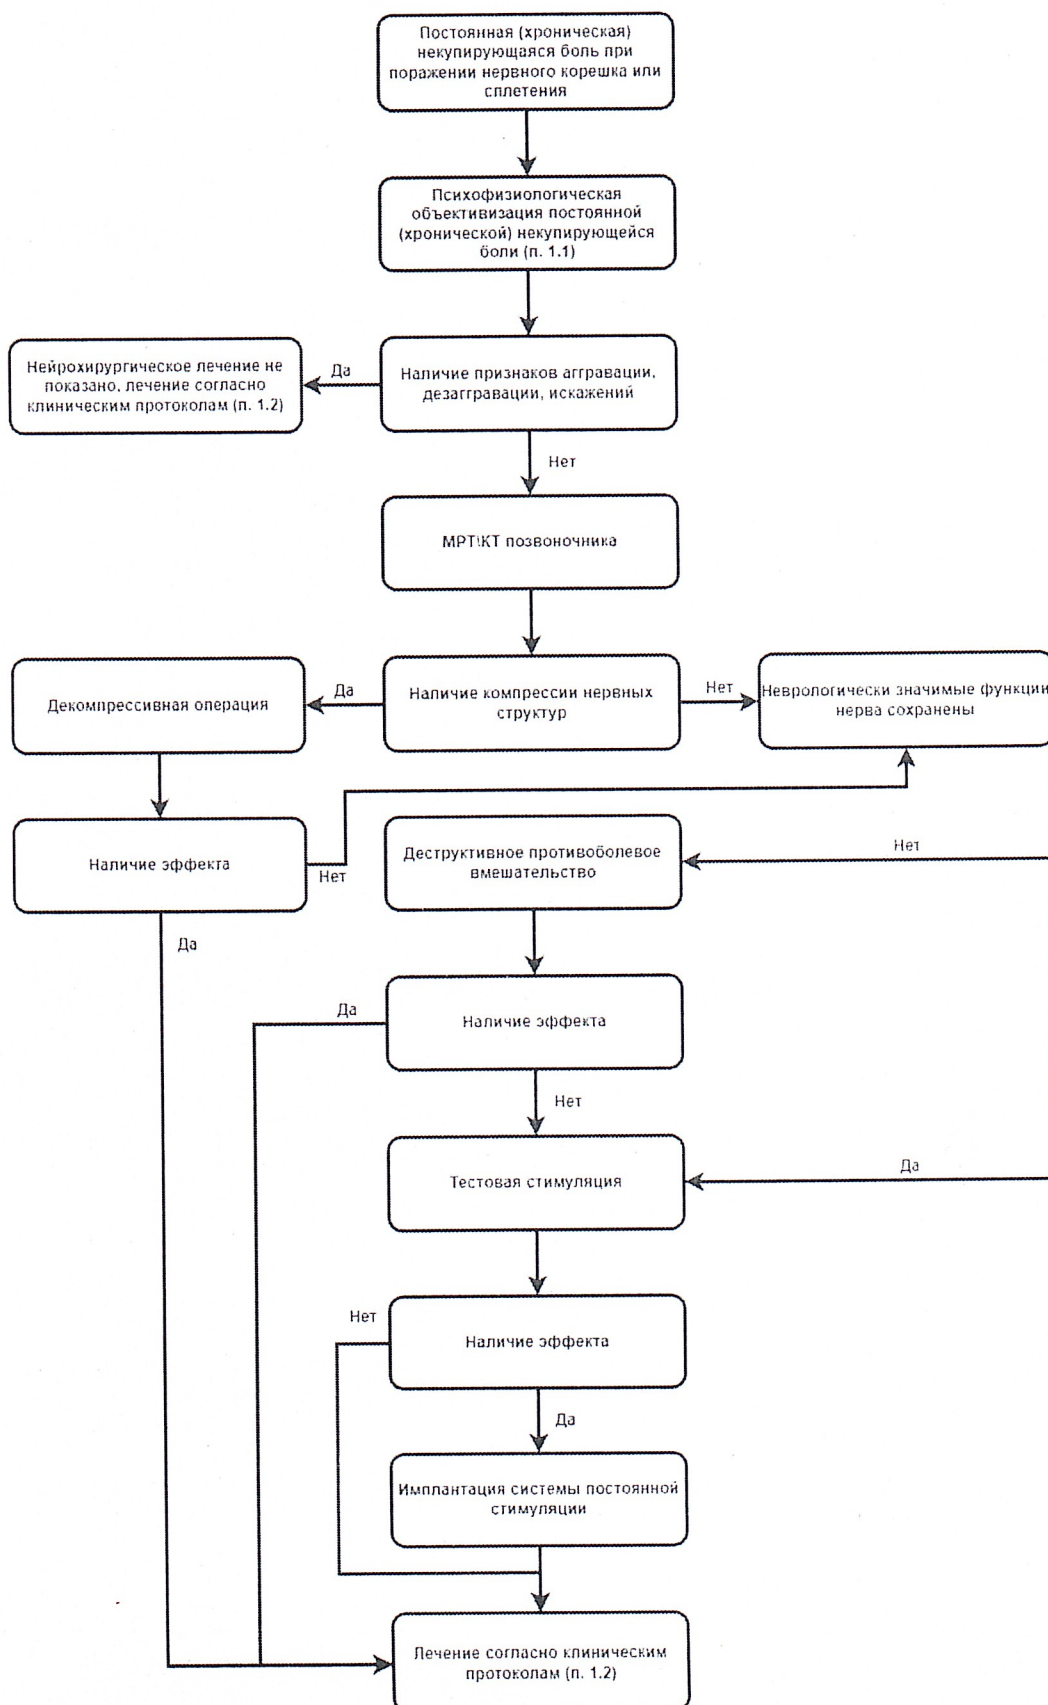 Постоянная (хроническая)
некупирующаяся боль при
поражении нервного корешка или
сплетения
Психофизиологическая
объективизация постоянной
(хронической) некупирующейся
боли (п. 1.1)
Нейрохирургическое лечение не
показано, лечение согласно
клиническим протоколам (п. 1.2)
Да
Наличие признаков аггравации,
дезаггравации, искажений
Нет
МРТ\КТ позвоночника
Декомпрессивная операция
Да
Наличие компрессии нервных
структур
Нет
Неврологически значимые функции
нерва сохранены
Наличие эффекта
Нет
Деструктивное противоболевое
вмешательство
Нет
Да
Да
Наличие эффекта
Нет
Тестовая стимуляция
Да
Нет
Наличие эффекта
Да
Имплантация системы постоянной
стимуляции
Лечение согласно клиническим
протоколам (п. 1.2)